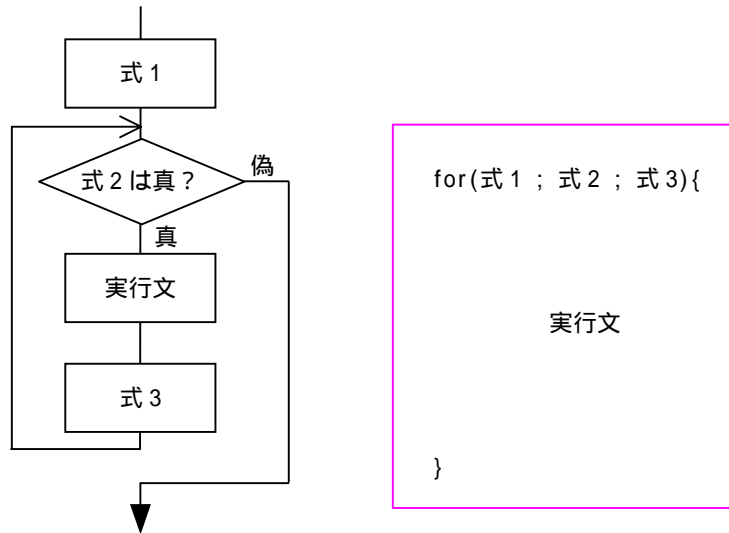 式1
式2は真?
偽
真
実行文
式3
for(式1 ; 式2 ; 式3){
実行文
}